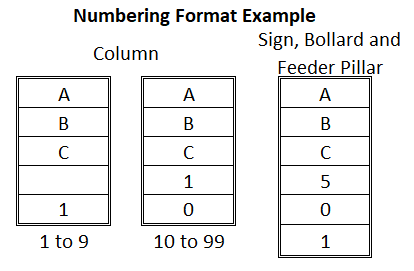 Numbering Format Example
Column
Sign, Bollard and
Feeder Pillar
A
B
C
1
1 to 9
A
B
C
1
0
10 to 99
A
B
C
5
0
1